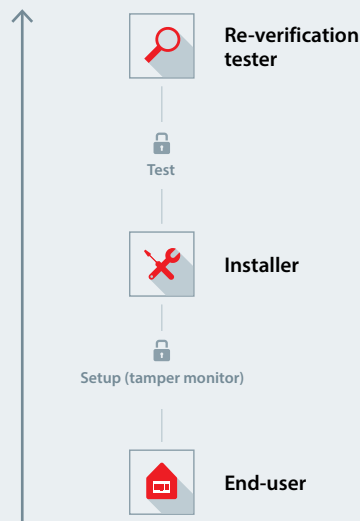 Re-verification
tester
Test
Installer
Setup (tamper monitor)
End-user